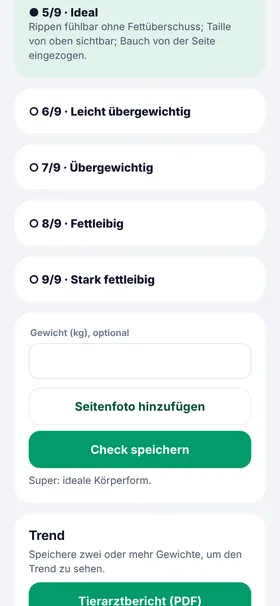 5/9 · Ideal
Rippen fühlbar ohne Fettüberschuss; Taille
von oben sichtbar; Bauch von der Seite
eingezogen.
6/9 · Leicht übergewichtig
7/9 · Übergewichtig
8/9 · Fettleibig
9/9 · Stark fettleibig
Gewicht (kg), optional
Seitenfoto hinzufügen
Check speichern
Super: ideale Körperform.
Trend
Speichere zwei oder mehr Gewichte, um den
Trend zu sehen.
Tierarztbericht (PDF)